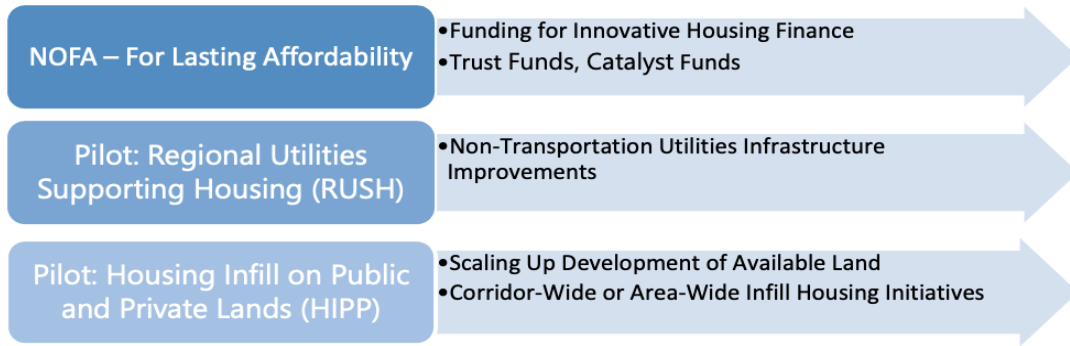 NOFA – For Lasting Affordability
•Funding for Innovative Housing Finance
•Trust Funds, Catalyst Funds
Pilot: Regional Utilities
Supporting Housing (RUSH)
•Non-Transportation Utilities Infrastructure
Improvements
Pilot: Housing Infill on Public
and Private Lands (HIPP)
•Scaling Up Development of Available Land
•Corridor-Wide or Area-Wide Infill Housing Initiatives